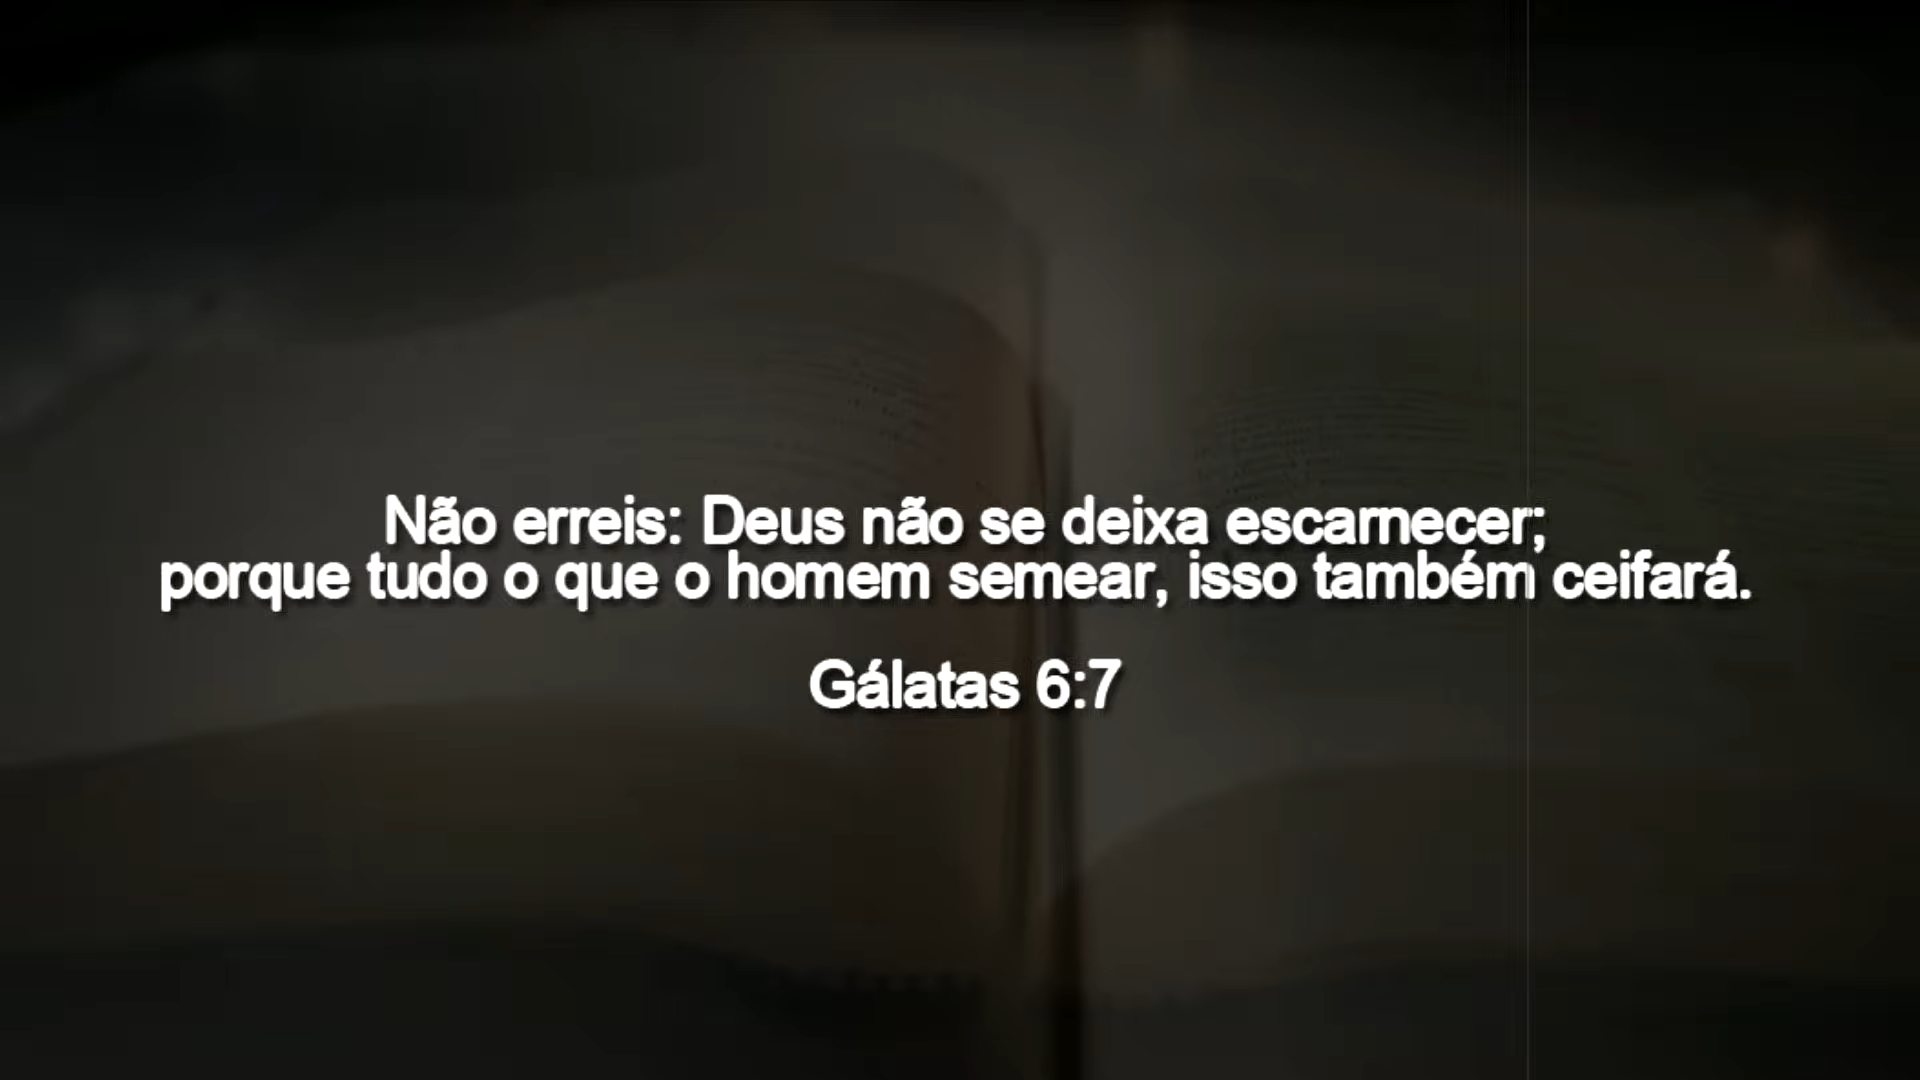 Não erreis: Deus não se deixa escarnecer;
porque tudo o que o homem semear, isso também ceifará.
Gálatas 6:7